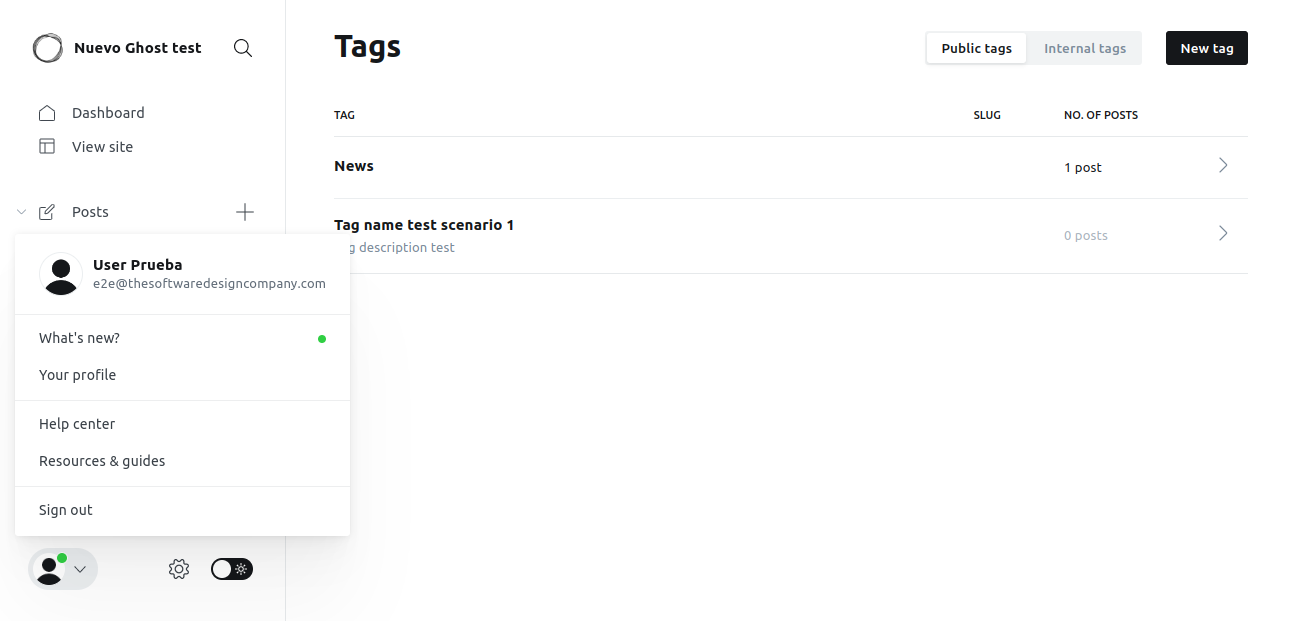 Nuevo Ghost test
Dashboard
View site
Posts
User Prueba
e2e@thesoftwaredesigncompany.com
What's new?
Your profile
Help center
Resources & guides
Sign out
Tags
Public tags
Internal tags
New tag
TAG SLUG NO. OF POSTS
News 1 post
Tag name test scenario 1
description test 0 posts